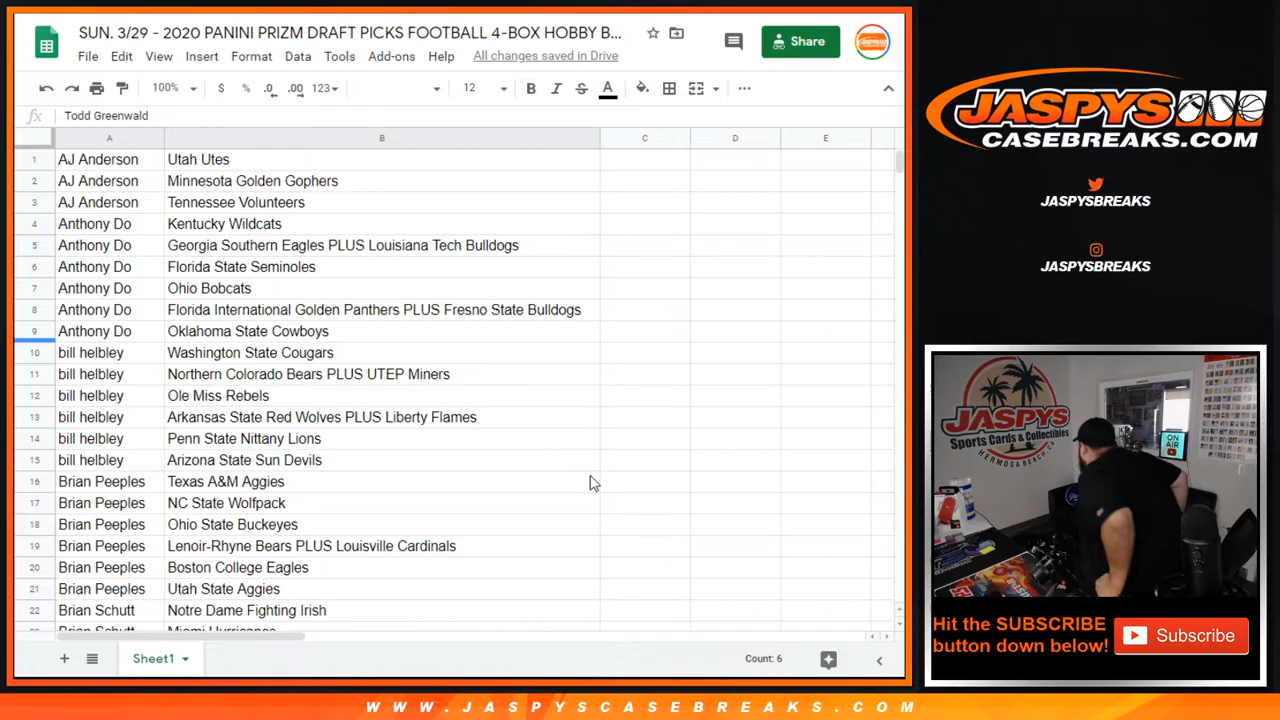 SUN. 3/29 - 2020 PANINI PRIZM DRAFT PICKS FOOTBALL 4-BOX HOBBY B...
Share
File Edit View Insert Format Data Tools Add-ons Help All changes saved in Drive
100% $ % .0 .00 123 12 B I S A
fx Todd Greenwald
A B C D E
1 AJ Anderson Utah Utes
2 AJ Anderson Minnesota Golden Gophers
3 AJ Anderson Tennessee Volunteers
4 Anthony Do Kentucky Wildcats
5 Anthony Do Georgia Southern Eagles PLUS Louisiana Tech Bulldogs
6 Anthony Do Florida State Seminoles
7 Anthony Do Ohio Bobcats
8 Anthony Do Florida International Golden Panthers PLUS Fresno State Bulldogs
9 Anthony Do Oklahoma State Cowboys
10 bill helbley Washington State Cougars
11 bill helbley Northern Colorado Bears PLUS UTEP Miners
12 bill helbley Ole Miss Rebels
13 bill helbley Arkansas State Red Wolves PLUS Liberty Flames
14 bill helbley Penn State Nittany Lions
15 bill helbley Arizona State Sun Devils
16 Brian Peeples Texas A&M Aggies
17 Brian Peeples NC State Wolfpack
18 Brian Peeples Ohio State Buckeyes
19 Brian Peeples Lenoir-Rhyne Bears PLUS Louisville Cardinals
20 Brian Peeples Boston College Eagles
21 Brian Peeples Utah State Aggies
22 Brian Schutt Notre Dame Fighting Irish
Brian Schutt Miami Hurricanes
Sheet1
Count: 6
JASPYS
CASEBREAKS.COM
JASPYSBREAKS
JASPYSBREAKS
JASPYS
Sports Cards & Collectibles
HERMOSA BEACH, CA
ON
AIR
Hit the SUBSCRIBE
button down below!
Subscribe
WWW.JASPYSCASEBREAKS.COM